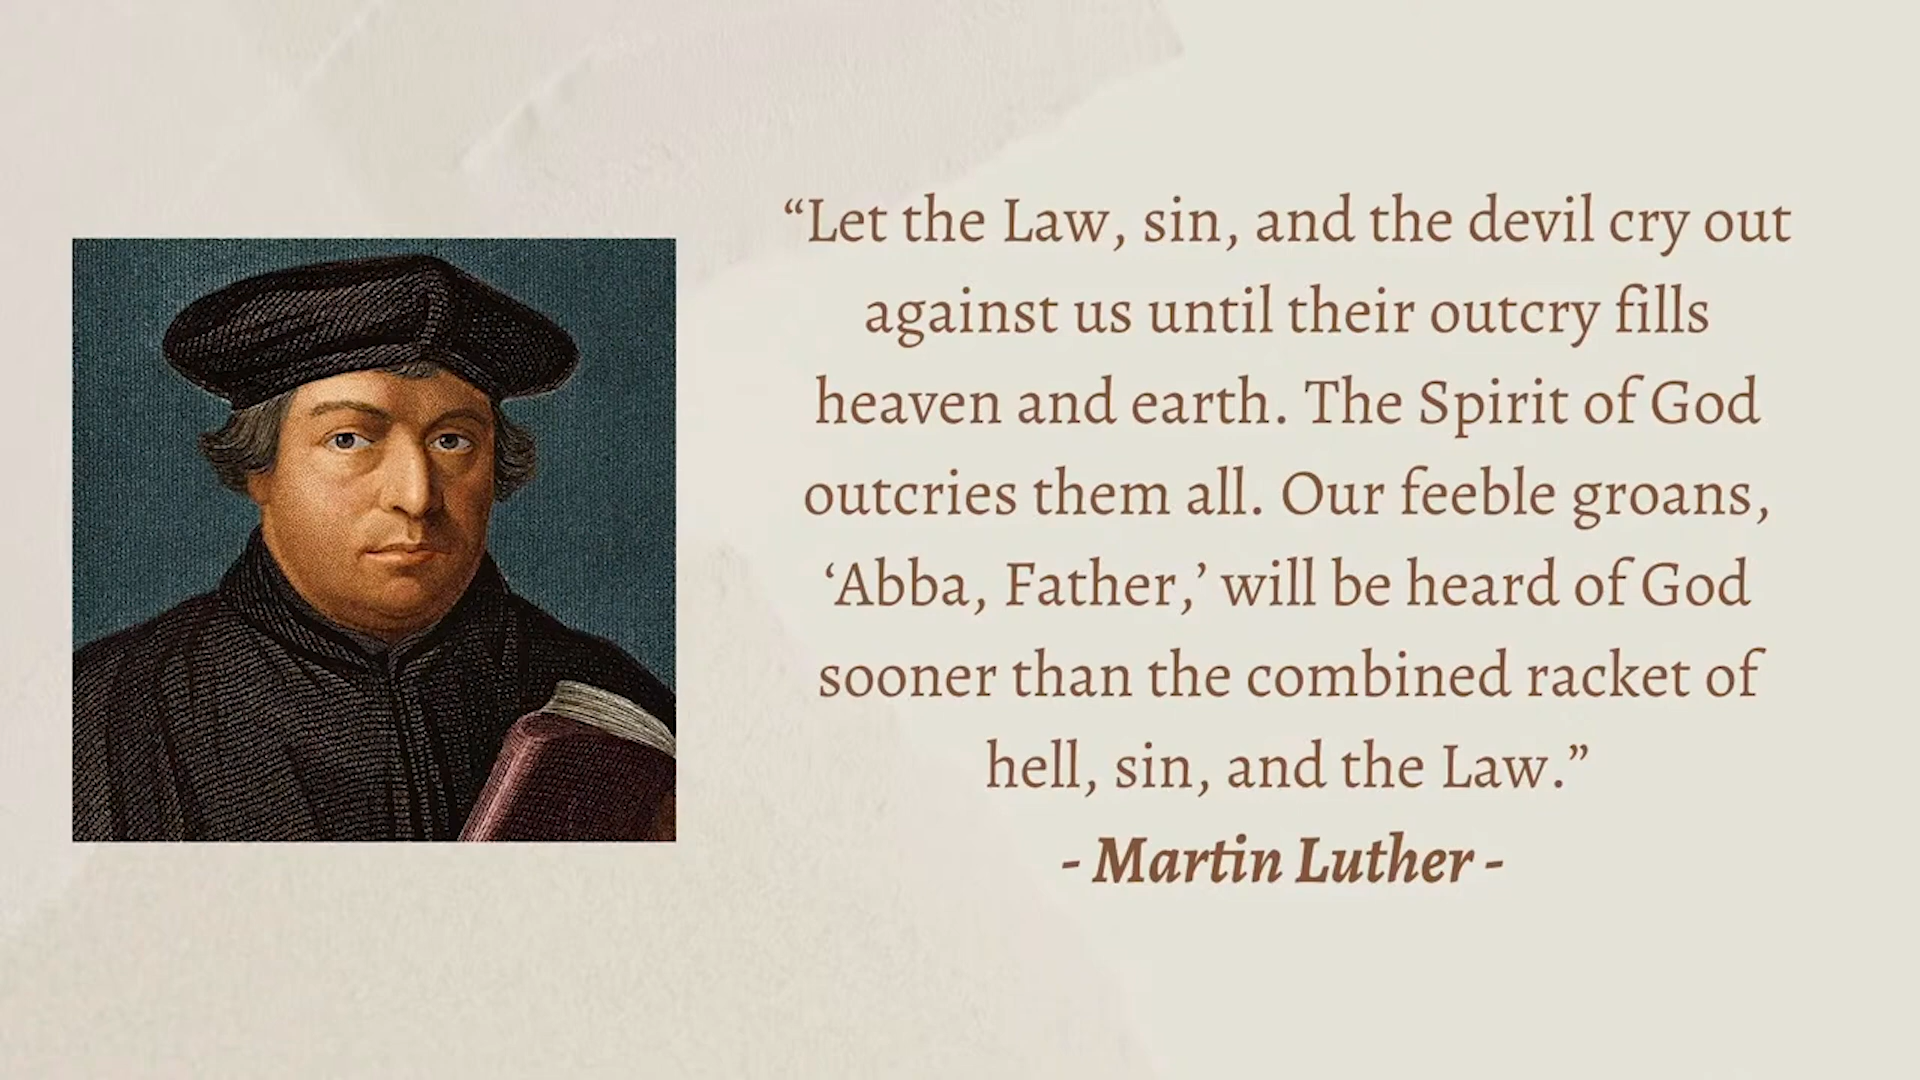 “Let the Law, sin, and the devil cry out
against us until their outcry fills
heaven and earth. The Spirit of God
outcries them all. Our feeble groans,
‘Abba, Father,’ will be heard of God
sooner than the combined racket of
hell, sin, and the Law.”
- Martin Luther -